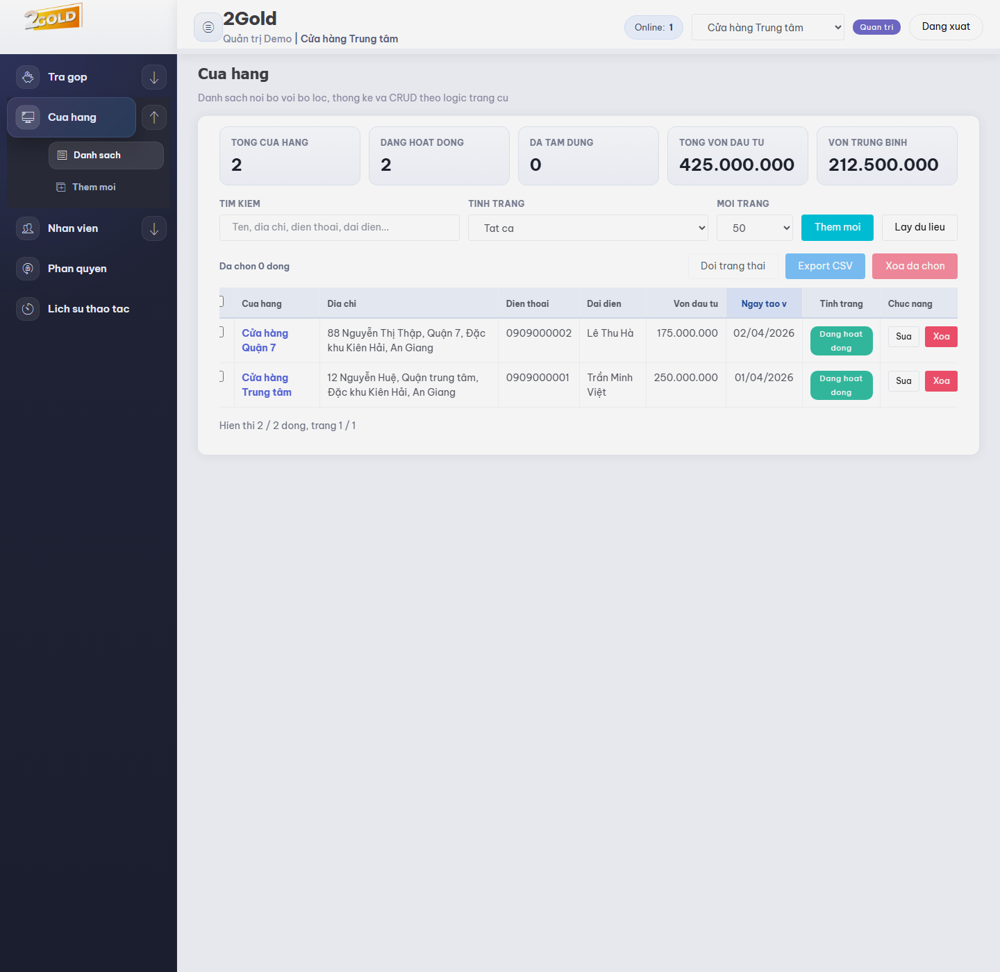 2GOLD
2Gold
Quản trị Demo | Cửa hàng Trung tâm
Online: 1
Cửa hàng Trung tâm
Quan tri
Dang xuat
Tra gop
Cua hang
Danh sach
Them moi
Nhan vien
Phan quyen
Lich su thao tac
Cua hang
Danh sach noi bo voi bo loc, thong ke va CRUD theo logic trang cu
TONG CUA HANG
2
DANG HOAT DONG
2
DA TAM DUNG
0
TONG VON DAU TU
425.000.000
VON TRUNG BINH
212.500.000
TIM KIEM
Ten, dia chi, dien thoai, dai dien...
TINH TRANG
Tat ca
MOI TRANG
50
Them moi
Lay du lieu
Da chon 0 dong
Doi trang thai
Export CSV
Xoa da chon
Cua hang Dia chi Dien thoai Dai dien Von dau tu Ngay tao v Tinh trang Chuc nang
Cửa hàng
Quận 7
88 Nguyễn Thị Thập, Quận 7, Đặc
khu Kiên Hải, An Giang
0909000002
Lê Thu Hà
175.000.000
02/04/2026
Dang hoat
dong
Sua
Xoa
Cửa hàng
Trung tâm
12 Nguyễn Huệ, Quận trung tâm,
Đặc khu Kiên Hải, An Giang
0909000001
Trần Minh
Việt
250.000.000
01/04/2026
Dang hoat
dong
Sua
Xoa
Hien thi 2 / 2 dong, trang 1 / 1